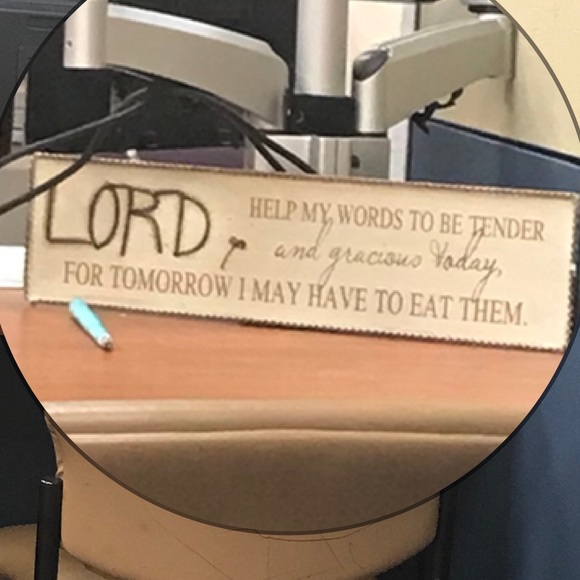 LORD, HELP MY WORDS TO BE TENDER
and gracious today,
FOR TOMORROW I MAY HAVE TO EAT THEM.